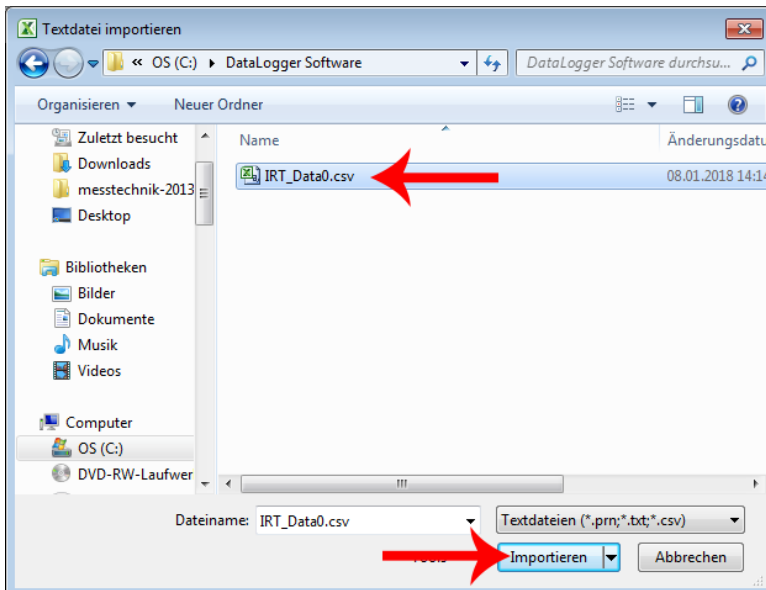 Textdatei importieren
« OS (C:) ▸ DataLogger Software
DataLogger Software durchsu...
Organisieren
Neuer Ordner
Zuletzt besucht
Downloads
messtechnik-2013
Desktop
Bibliotheken
Bilder
Dokumente
Musik
Videos
Computer
OS (C:)
DVD-RW-Laufwer
Name
Änderungsdatu
IRT_Data0.csv
08.01.2018 14:14
Dateiname:
IRT_Data0.csv
Textdateien (*.prn;*.txt;*.csv)
Importieren
Abbrechen